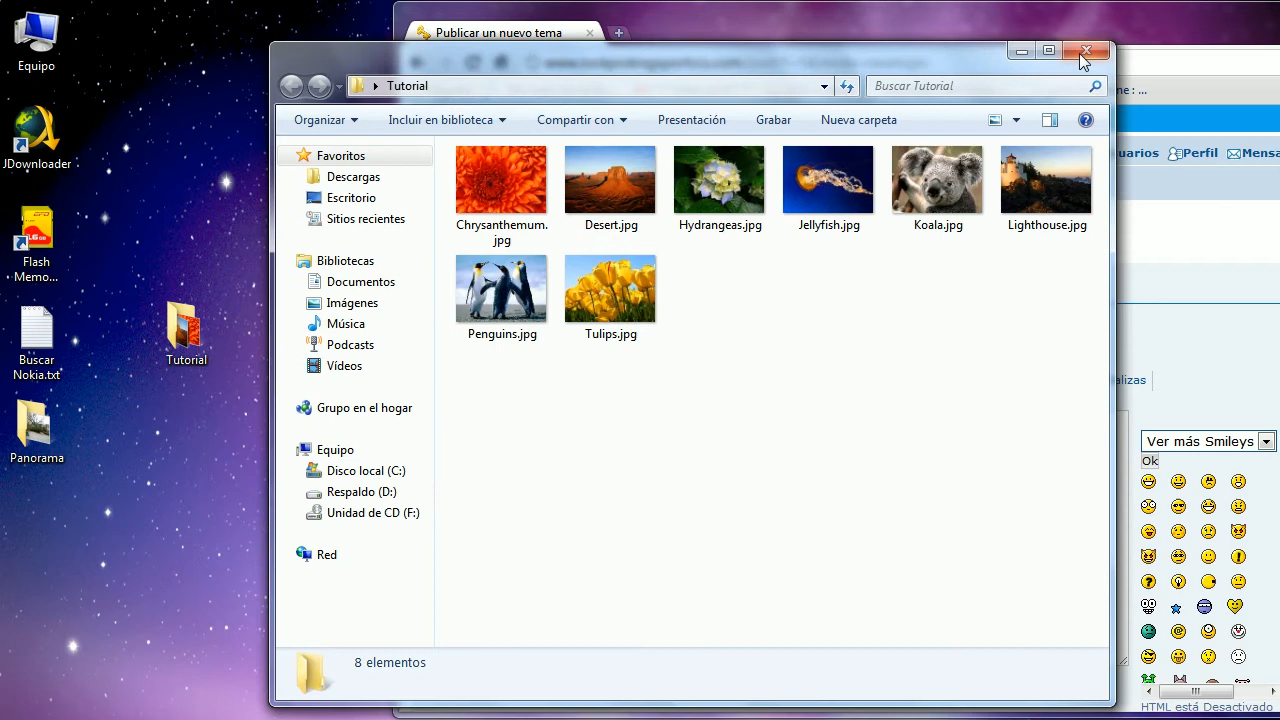 Equipo
JDownloader
Flash
Memo...
Buscar
Nokia.txt
Panorama
Tutorial
Publicar un nuevo tema
Tutorial
Buscar Tutorial
Organizar
Incluir en biblioteca
Compartir con
Presentación
Grabar
Nueva carpeta
Favoritos
Descargas
Escritorio
Sitios recientes
Bibliotecas
Documentos
Imágenes
Música
Podcasts
Vídeos
Grupo en el hogar
Equipo
Disco local (C:)
Respaldo (D:)
Unidad de CD (F:)
Red
Chrysanthemum.
jpg
Desert.jpg
Hydrangeas.jpg
Jellyfish.jpg
Koala.jpg
Lighthouse.jpg
Penguins.jpg
Tulips.jpg
8 elementos
ne : ...
uarios Perfil Mensa
alizas
Ver más Smileys
Ok
HTML está Desactivado